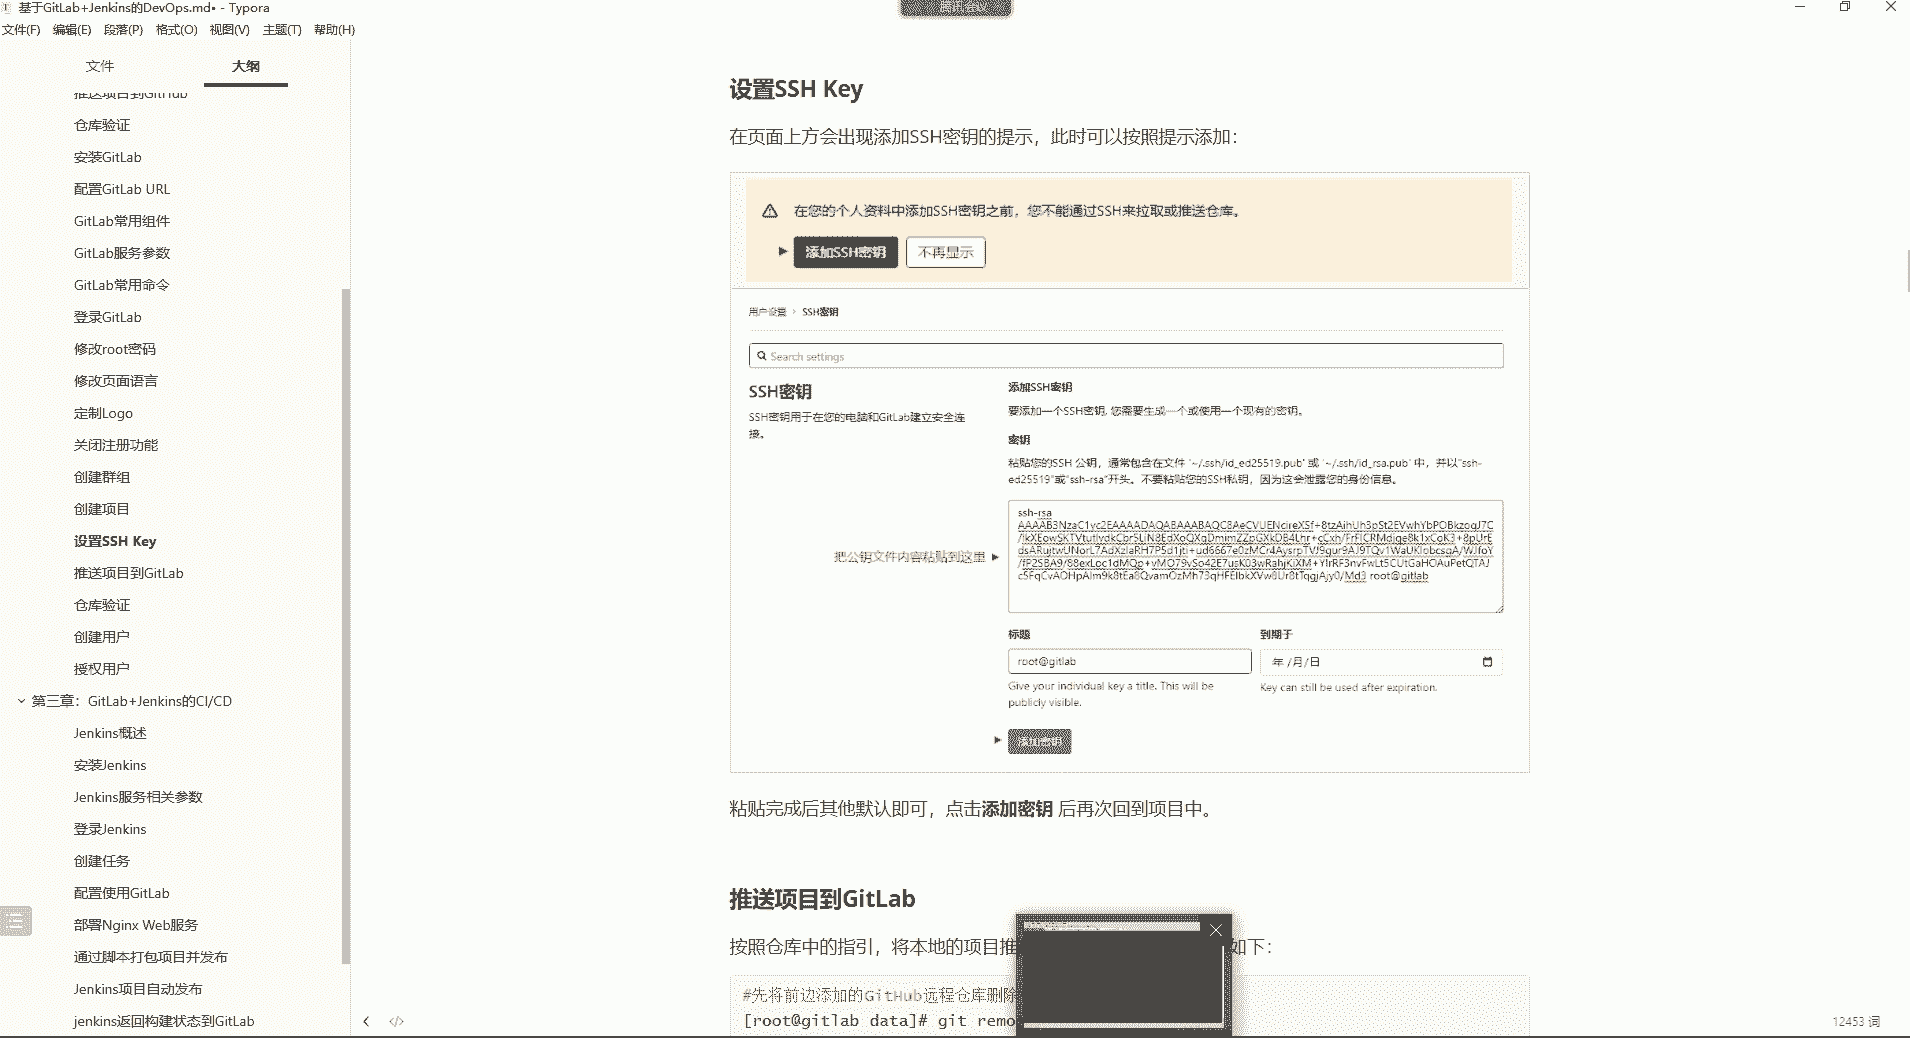 基于GitLab+Jenkins的DevOps.md• - Typora
腾讯会议
文件(F) 编辑(E) 段落(P) 格式(O) 视图(V) 主题(T) 帮助(H)
文件 大纲
推送项目到GitHub
仓库验证
安装GitLab
配置GitLab URL
GitLab常用组件
GitLab服务参数
GitLab常用命令
登录GitLab
修改root密码
修改页面语言
定制Logo
关闭注册功能
创建群组
创建项目
设置SSH Key
推送项目到GitLab
仓库验证
创建用户
授权用户
第三章：GitLab+Jenkins的CI/CD
Jenkins概述
安装Jenkins
Jenkins服务相关参数
登录Jenkins
创建任务
配置使用GitLab
部署Nginx Web服务
通过脚本打包项目并发布
Jenkins项目自动发布
jenkins返回构建状态到GitLab
设置SSH Key
在页面上方会出现添加SSH密钥的提示，此时可以按照提示添加：
在您的个人资料中添加SSH密钥之前，您不能通过SSH来拉取或推送仓库。
添加SSH密钥 不再显示
用户设置 › SSH密钥
Search settings
SSH密钥
SSH密钥用于在您的电脑和GitLab建立安全连
接。
添加SSH密钥
要添加一个SSH密钥, 您需要生成一个或使用一个现有的密钥。
密钥
粘贴您的SSH 公钥，通常包含在文件 '~/.ssh/id_ed25519.pub' 或 '~/.ssh/id_rsa.pub' 中，并以"ssh-
ed25519"或"ssh-rsa"开头。不要粘贴您的SSH私钥，因为这会泄露您的身份信息。
把公钥文件内容粘贴到这里
ssh-rsa
root@gitlab
标题 到期于
root@gitlab 年 /月/日
Give your individual key a title. This will be
publicly visible.
Key can still be used after expiration.
添加密钥
粘贴完成后其他默认即可，点击添加密钥 后再次回到项目中。
推送项目到GitLab
按照仓库中的指引，将本地的项目推 如下：
#先将前边添加的GitHub远程仓库删除
[root@gitlab data]# git remo
12453 词